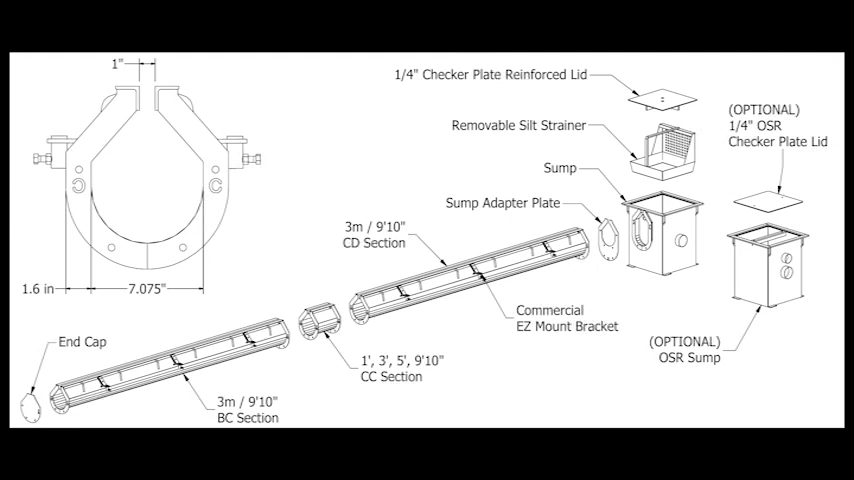 1"
1/4" Checker Plate Reinforced Lid
(OPTIONAL)
1/4" OSR
Checker Plate Lid
Removable Silt Strainer
Sump
Sump Adapter Plate
C C
3m / 9'10"
CD Section
1.6 in
7.075"
Commercial
EZ Mount Bracket
End Cap
(OPTIONAL)
OSR Sump
1', 3', 5', 9'10"
CC Section
3m / 9'10"
BC Section